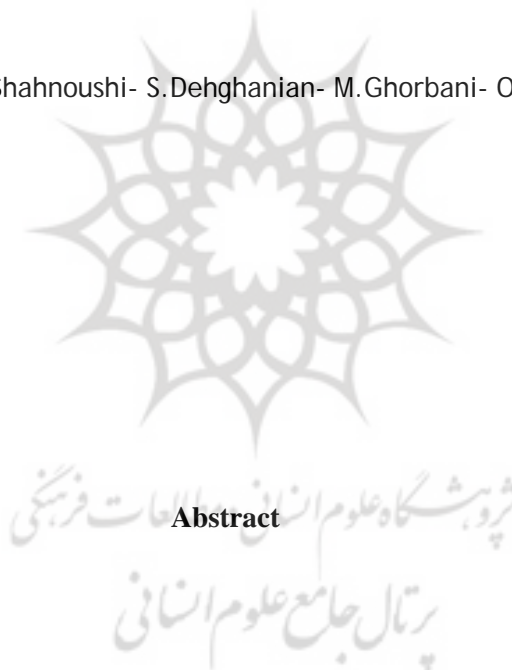 Shahnoushi- S.Dehghanian- M.Ghorbani- O
Abstract
پژوهشگاه علوم انسانی و مطالعات فرهنگی
پرتال جامع علوم انسانی